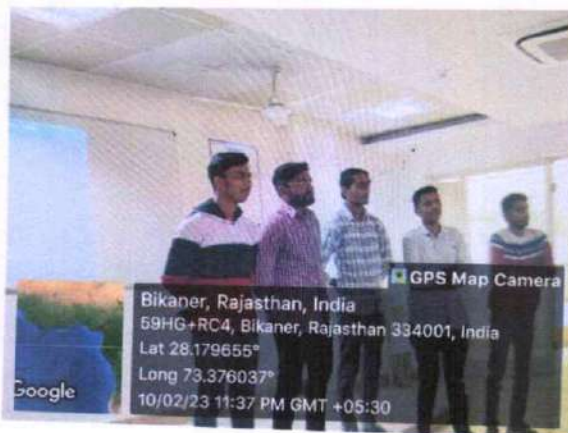 GPS Map Camera
Bikaner, Rajasthan, India
59HG+RC4, Bikaner, Rajasthan 334001, India
Lat 28.179655°
Long 73.376037°
10/02/23 11:37 PM GMT +05:30
Google